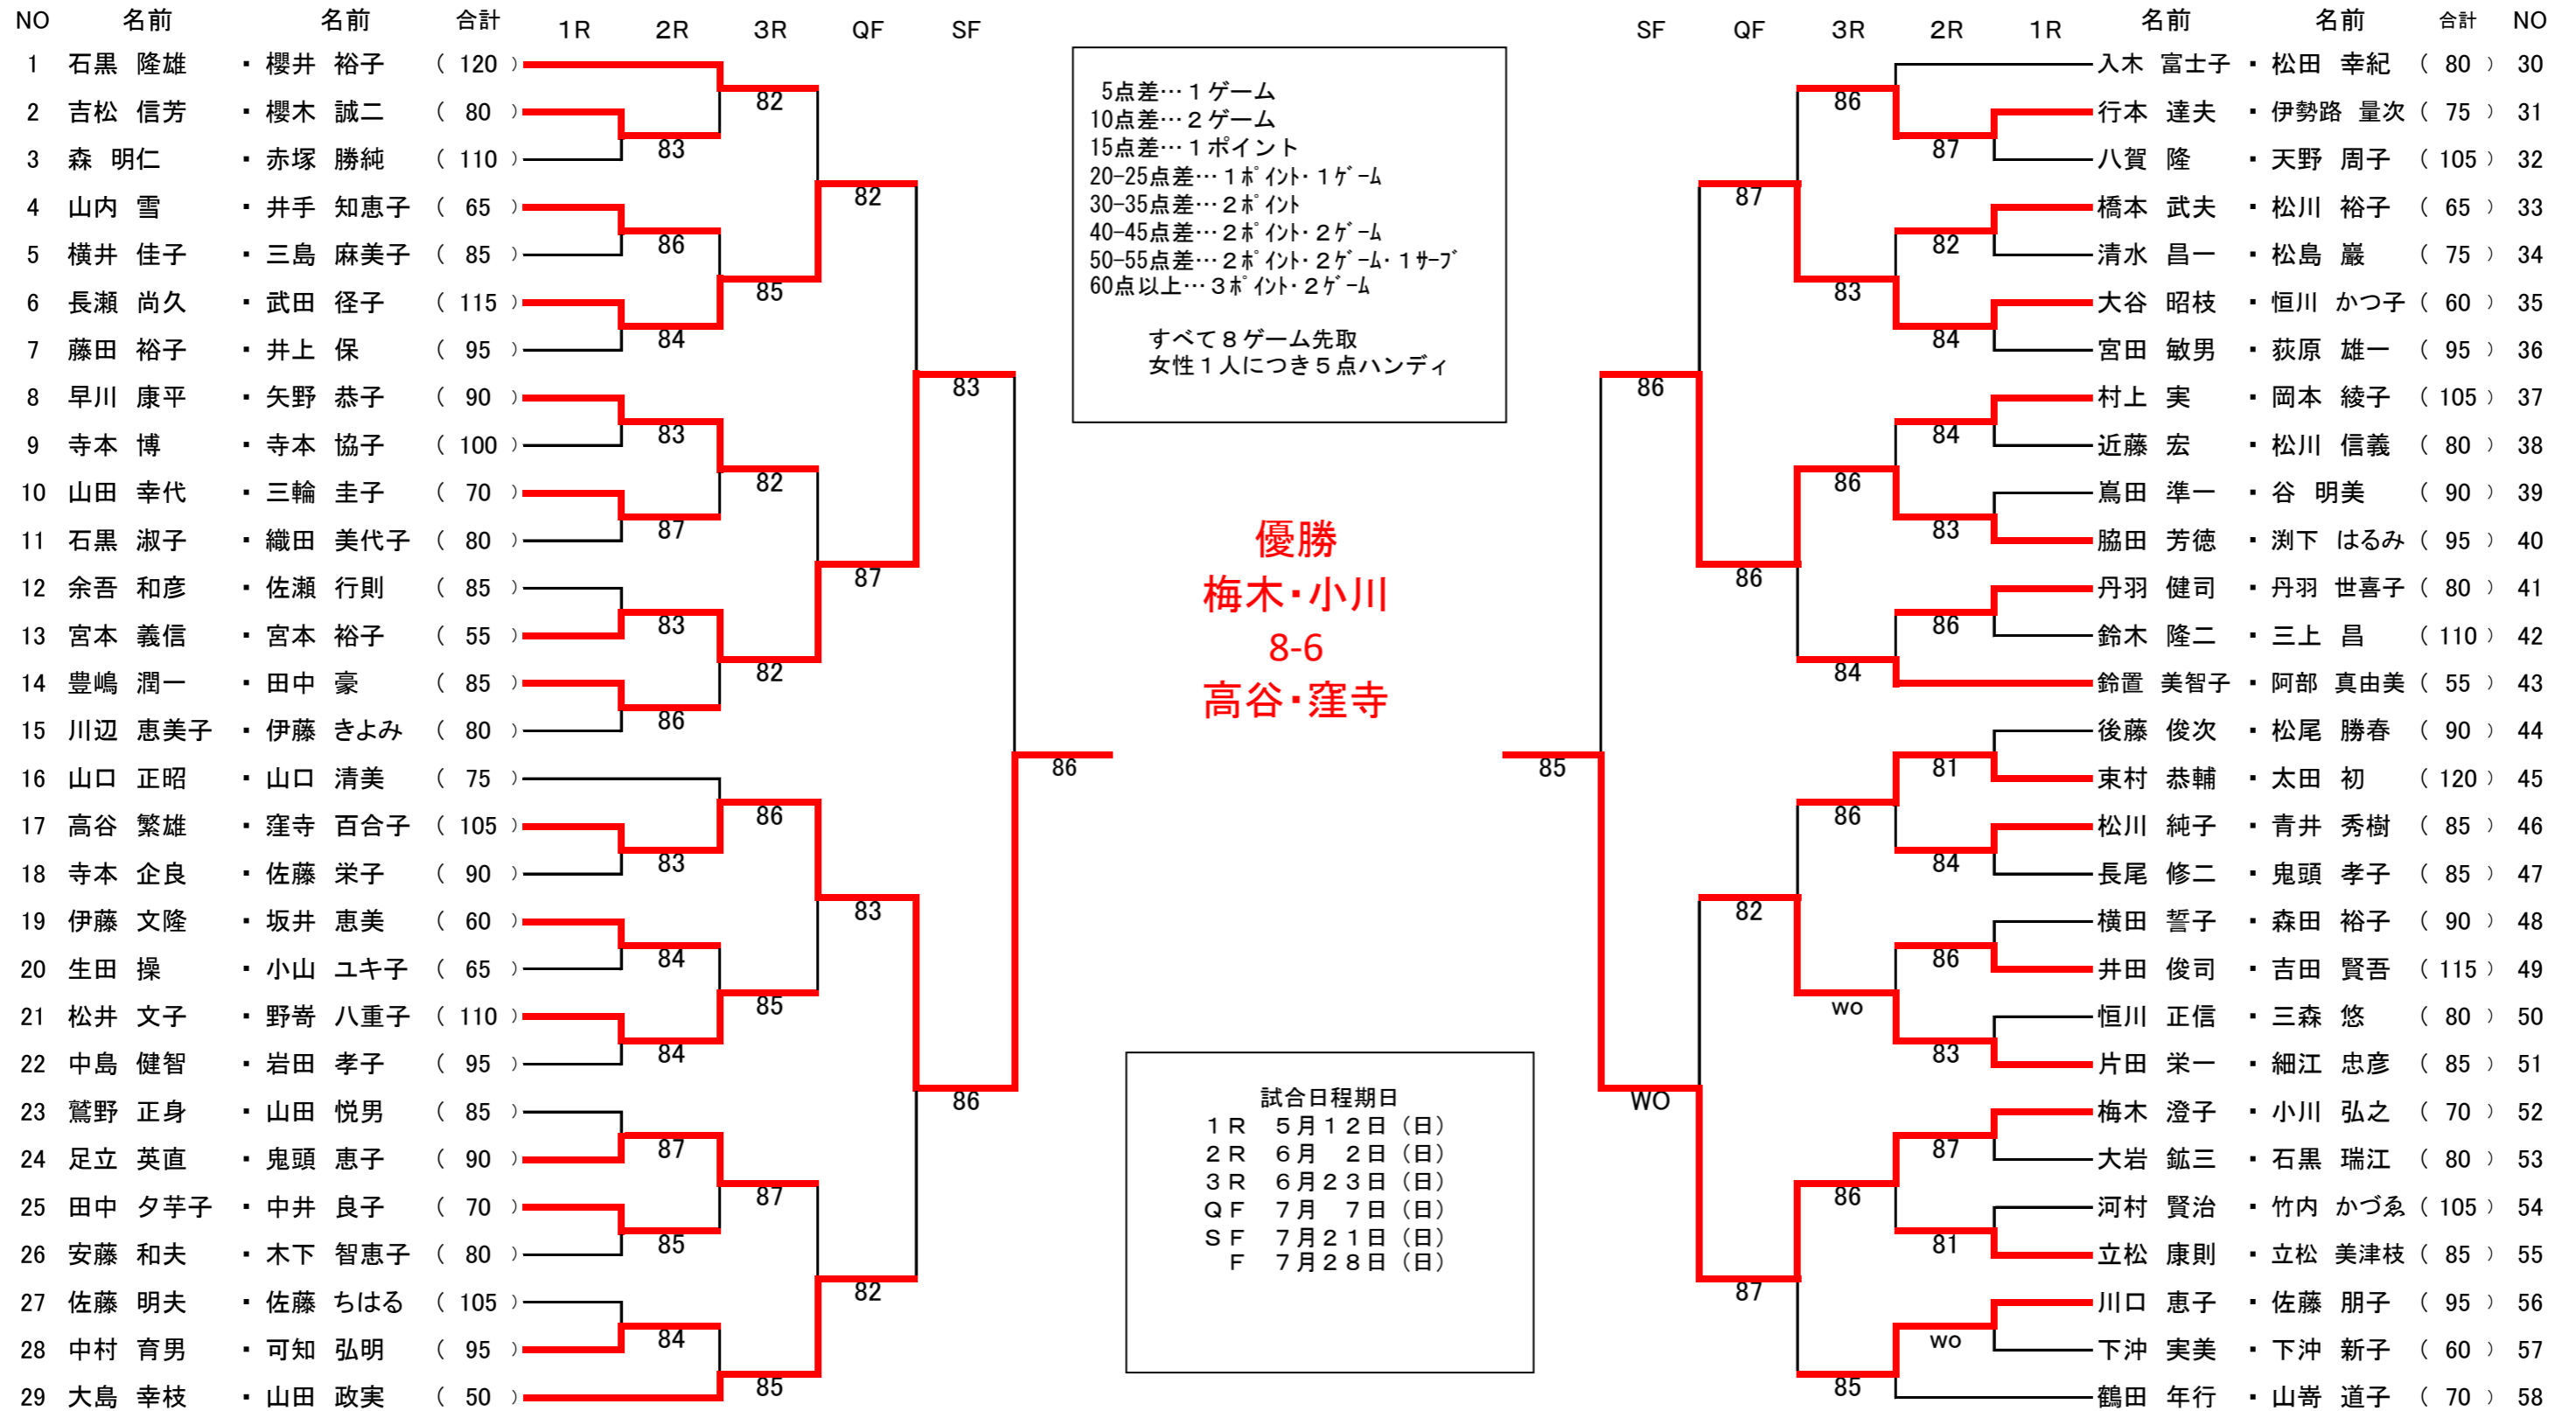 NO 名前 名前 合計 1R 2R 3R QF SF
1 石黒 隆雄 ・ 櫻井 裕子 ( 120 )
2 吉松 信芳 ・ 櫻木 誠二 ( 80 )
3 森 明仁 ・ 赤塚 勝純 ( 110 )
4 山内 雪 ・ 井手 知恵子 ( 65 )
5 横井 佳子 ・ 三島 麻美子 ( 85 )
6 長瀬 尚久 ・ 武田 径子 ( 115 )
7 藤田 裕子 ・ 井上 保 ( 95 )
8 早川 康平 ・ 矢野 恭子 ( 90 )
9 寺本 博 ・ 寺本 協子 ( 100 )
10 山田 幸代 ・ 三輪 圭子 ( 70 )
11 石黒 淑子 ・ 織田 美代子 ( 80 )
12 余吾 和彦 ・ 佐瀬 行則 ( 85 )
13 宮本 義信 ・ 宮本 裕子 ( 55 )
14 豊嶋 潤一 ・ 田中 豪 ( 85 )
15 川辺 恵美子 ・ 伊藤 きよみ ( 80 )
16 山口 正昭 ・ 山口 清美 ( 75 )
17 高谷 繁雄 ・ 窪寺 百合子 ( 105 )
18 寺本 企良 ・ 佐藤 栄子 ( 90 )
19 伊藤 文隆 ・ 坂井 恵美 ( 60 )
20 生田 操 ・ 小山 ユキ子 ( 65 )
21 松井 文子 ・ 野嵜 八重子 ( 110 )
22 中島 健智 ・ 岩田 孝子 ( 95 )
23 鷲野 正身 ・ 山田 悦男 ( 85 )
24 足立 英直 ・ 鬼頭 恵子 ( 90 )
25 田中 夕芋子 ・ 中井 良子 ( 70 )
26 安藤 和夫 ・ 木下 智恵子 ( 80 )
27 佐藤 明夫 ・ 佐藤 ちはる ( 105 )
28 中村 育男 ・ 可知 弘明 ( 95 )
29 大島 幸枝 ・ 山田 政実 ( 50 )
83
86
84
83
87
83
86
83
84
84
87
85
84
82
85
82
82
86
85
87
85
82
87
83
82
83
86
86
5点差…1ゲーム
10点差…2ゲーム
15点差…1ポイント
20-25点差…1ﾎﾟｲﾝﾄ・1ｹﾞｰﾑ
30-35点差…2ﾎﾟｲﾝﾄ
40-45点差…2ﾎﾟｲﾝﾄ・2ｹﾞｰﾑ
50-55点差…2ﾎﾟｲﾝﾄ・2ｹﾞｰﾑ・1ｻｰﾌﾞ
60点以上…3ﾎﾟｲﾝﾄ・2ｹﾞｰﾑ
すべて8ゲーム先取
女性1人につき5点ハンディ
優勝
梅木・小川
8-6
高谷・窪寺
試合日程期日
1R 5月12日(日)
2R 6月 2日(日)
3R 6月23日(日)
QF 7月 7日(日)
SF 7月21日(日)
F 7月28日(日)
SF QF 3R 2R 1R 名前 名前 合計 NO
入木 富士子 ・ 松田 幸紀 ( 80 ) 30
行本 達夫 ・ 伊勢路 量次 ( 75 ) 31
八賀 隆 ・ 天野 周子 ( 105 ) 32
橋本 武夫 ・ 松川 裕子 ( 65 ) 33
清水 昌一 ・ 松島 巌 ( 75 ) 34
大谷 昭枝 ・ 恒川 かつ子 ( 60 ) 35
宮田 敏男 ・ 荻原 雄一 ( 95 ) 36
村上 実 ・ 岡本 綾子 ( 105 ) 37
近藤 宏 ・ 松川 信義 ( 80 ) 38
嶌田 準一 ・ 谷 明美 ( 90 ) 39
脇田 芳徳 ・ 渕下 はるみ ( 95 ) 40
丹羽 健司 ・ 丹羽 世喜子 ( 80 ) 41
鈴木 隆二 ・ 三上 昌 ( 110 ) 42
鈴置 美智子 ・ 阿部 真由美 ( 55 ) 43
後藤 俊次 ・ 松尾 勝春 ( 90 ) 44
束村 恭輔 ・ 太田 初 ( 120 ) 45
松川 純子 ・ 青井 秀樹 ( 85 ) 46
長尾 修二 ・ 鬼頭 孝子 ( 85 ) 47
横田 誓子 ・ 森田 裕子 ( 90 ) 48
井田 俊司 ・ 吉田 賢吾 ( 115 ) 49
恒川 正信 ・ 三森 悠 ( 80 ) 50
片田 栄一 ・ 細江 忠彦 ( 85 ) 51
梅木 澄子 ・ 小川 弘之 ( 70 ) 52
大岩 鉱三 ・ 石黒 瑞江 ( 80 ) 53
河村 賢治 ・ 竹内 かづゑ ( 105 ) 54
立松 康則 ・ 立松 美津枝 ( 85 ) 55
川口 恵子 ・ 佐藤 朋子 ( 95 ) 56
下沖 実美 ・ 下沖 新子 ( 60 ) 57
鶴田 年行 ・ 山嵜 道子 ( 70 ) 58
87
82
84
84
83
86
81
84
86
83
87
81
wo
86
83
86
84
86
wo
86
85
87
86
82
87
86
WO
85